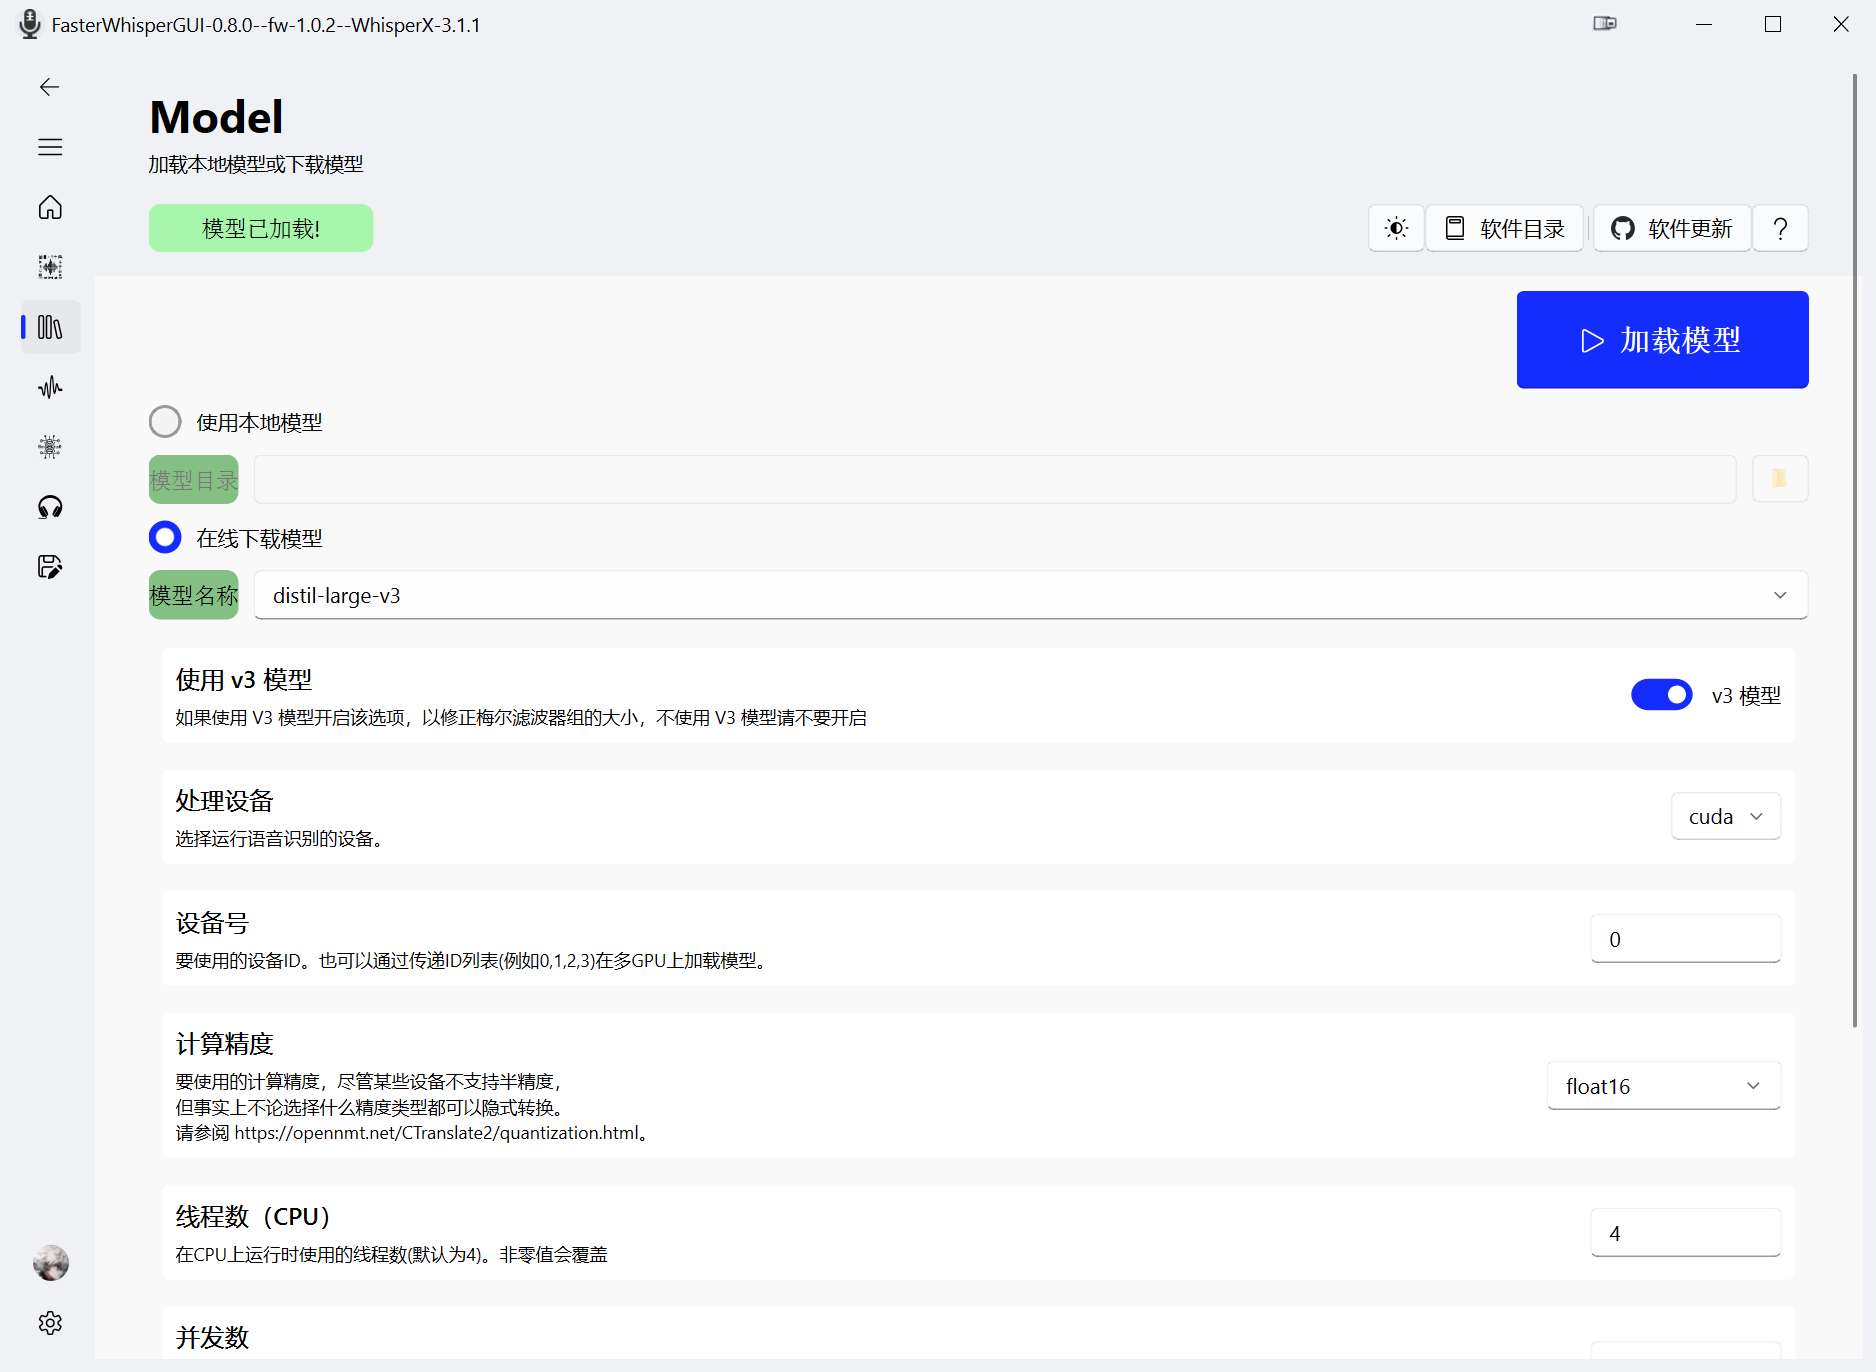 FasterWhisperGUI-0.8.0--fw-1.0.2--WhisperX-3.1.1
Model
加载本地模型或下载模型
模型已加载!
软件目录
软件更新
?
加载模型
使用本地模型
模型目录
在线下载模型
模型名称
distil-large-v3
使用 v3 模型
如果使用 V3 模型开启该选项，以修正梅尔滤波器组的大小，不使用 V3 模型请不要开启
v3 模型
处理设备
选择运行语音识别的设备。
cuda
设备号
要使用的设备ID。也可以通过传递ID列表(例如0,1,2,3)在多GPU上加载模型。
0
计算精度
要使用的计算精度，尽管某些设备不支持半精度，
但事实上不论选择什么精度类型都可以隐式转换。
请参阅 https://opennmt.net/CTranslate2/quantization.html。
float16
线程数（CPU）
在CPU上运行时使用的线程数(默认为4)。非零值会覆盖
4
并发数